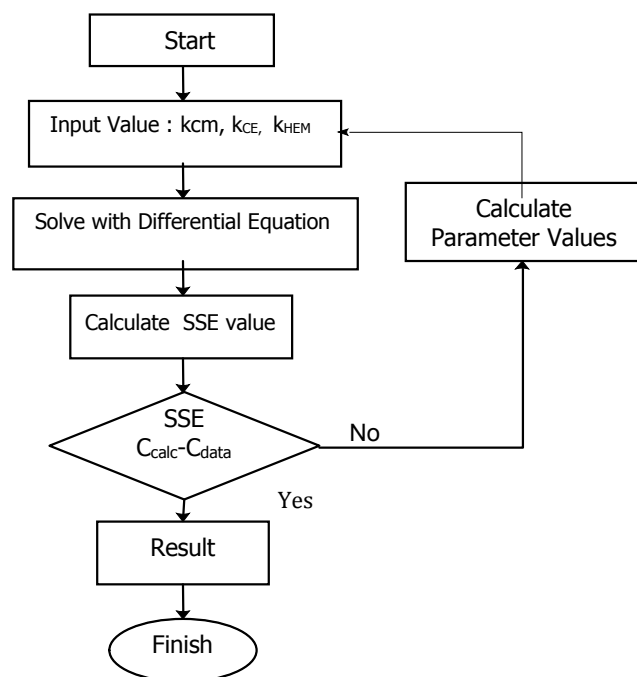 Start
Input Value : kcm, kCE, kHEM
Solve with Differential Equation
Calculate
Parameter Values
Calculate SSE value
SSE
Ccalc-Cdata
No
Yes
Result
Finish